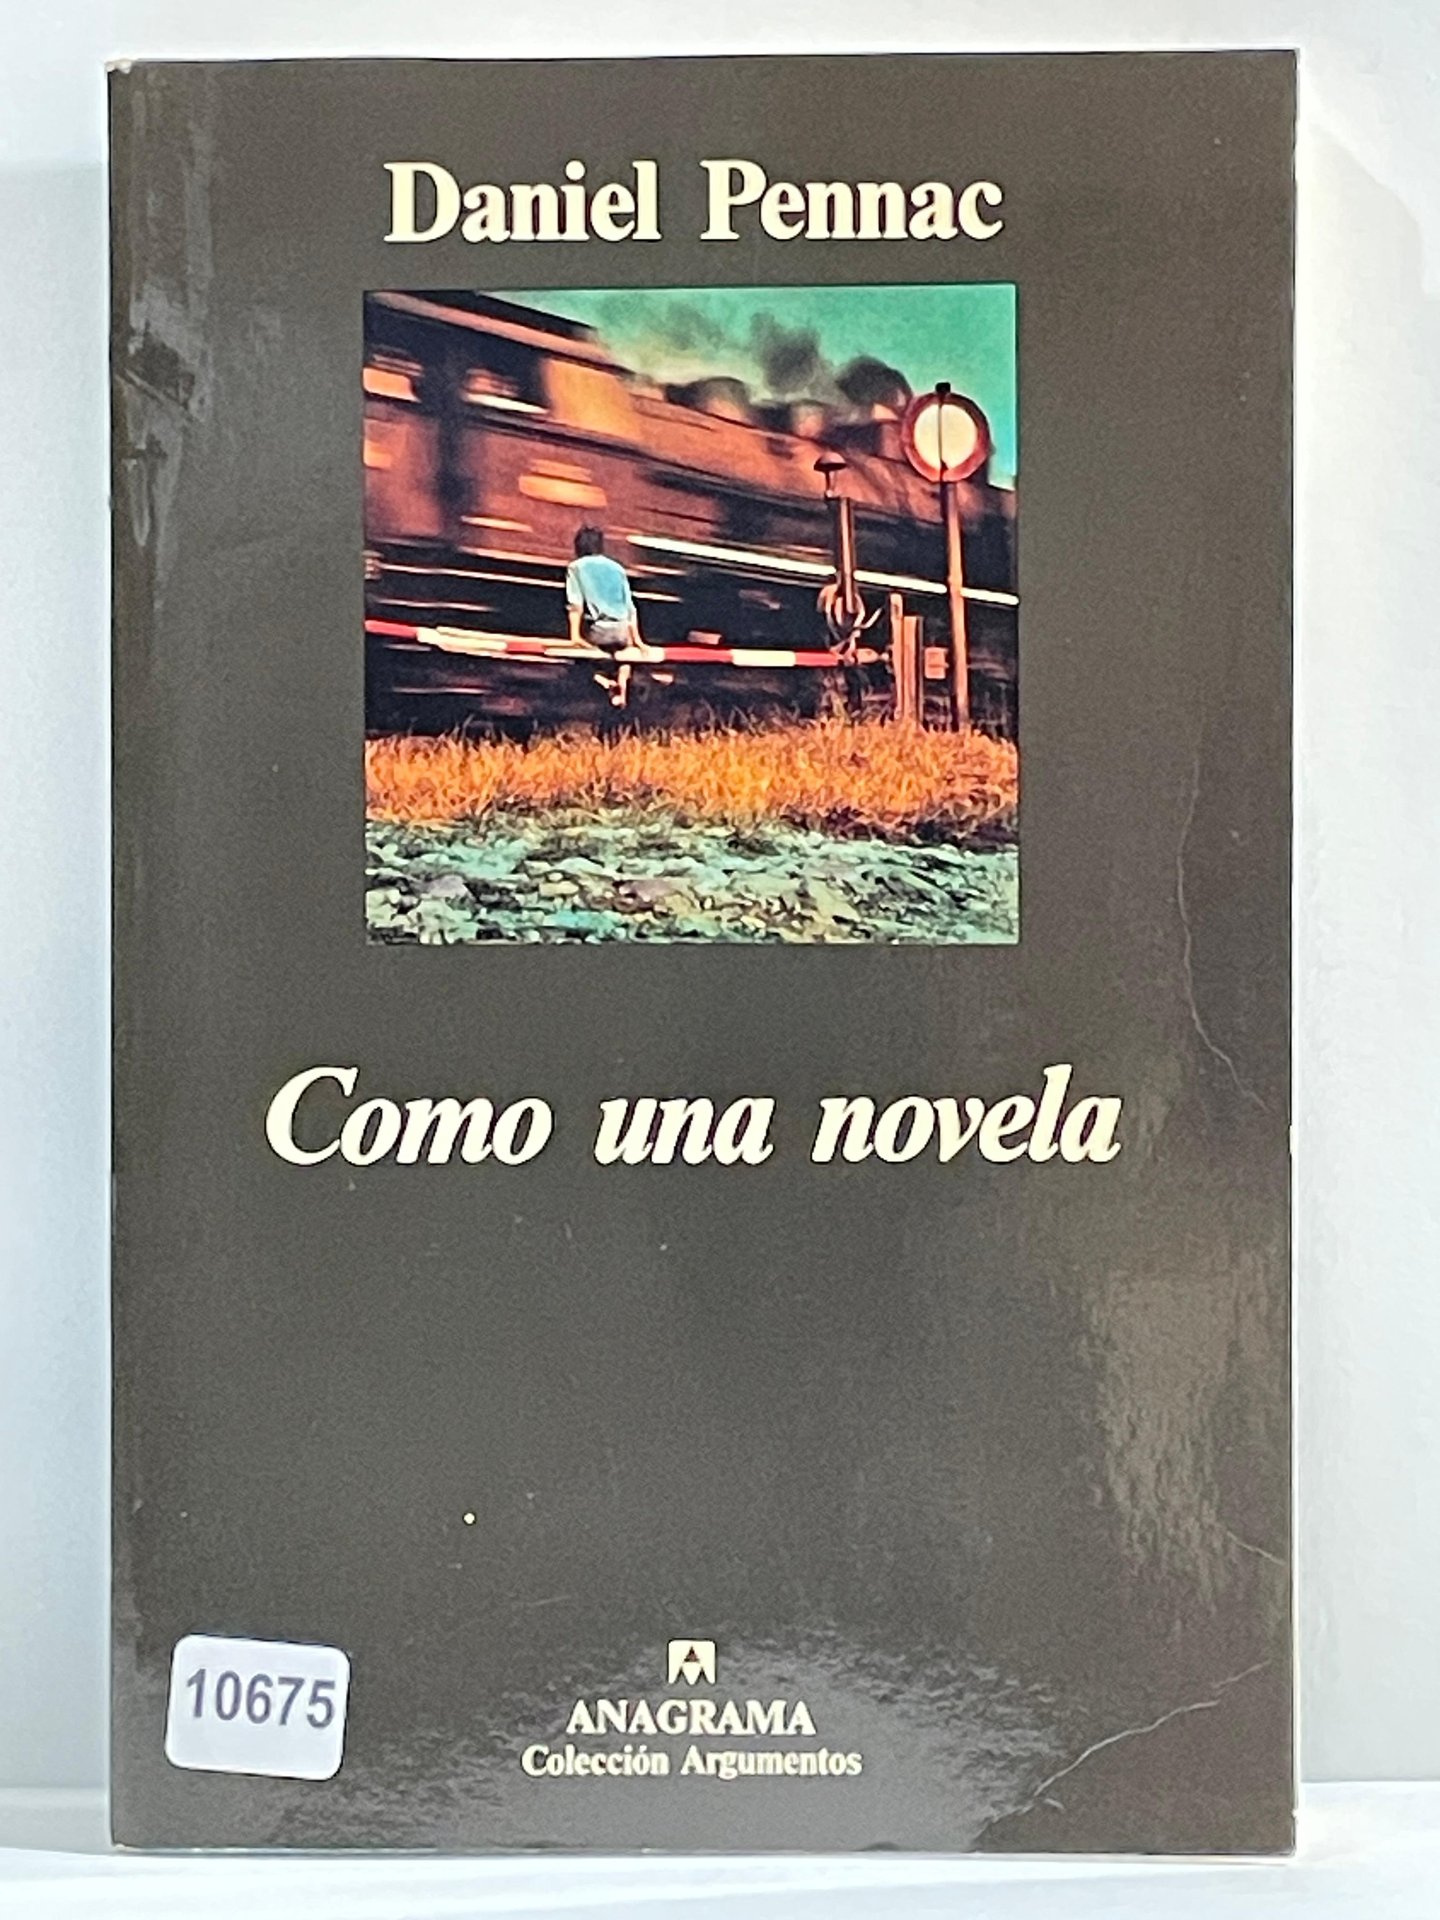 Daniel Pennac
Como una novela
10675
ANAGRAMA
Colección Argumentos